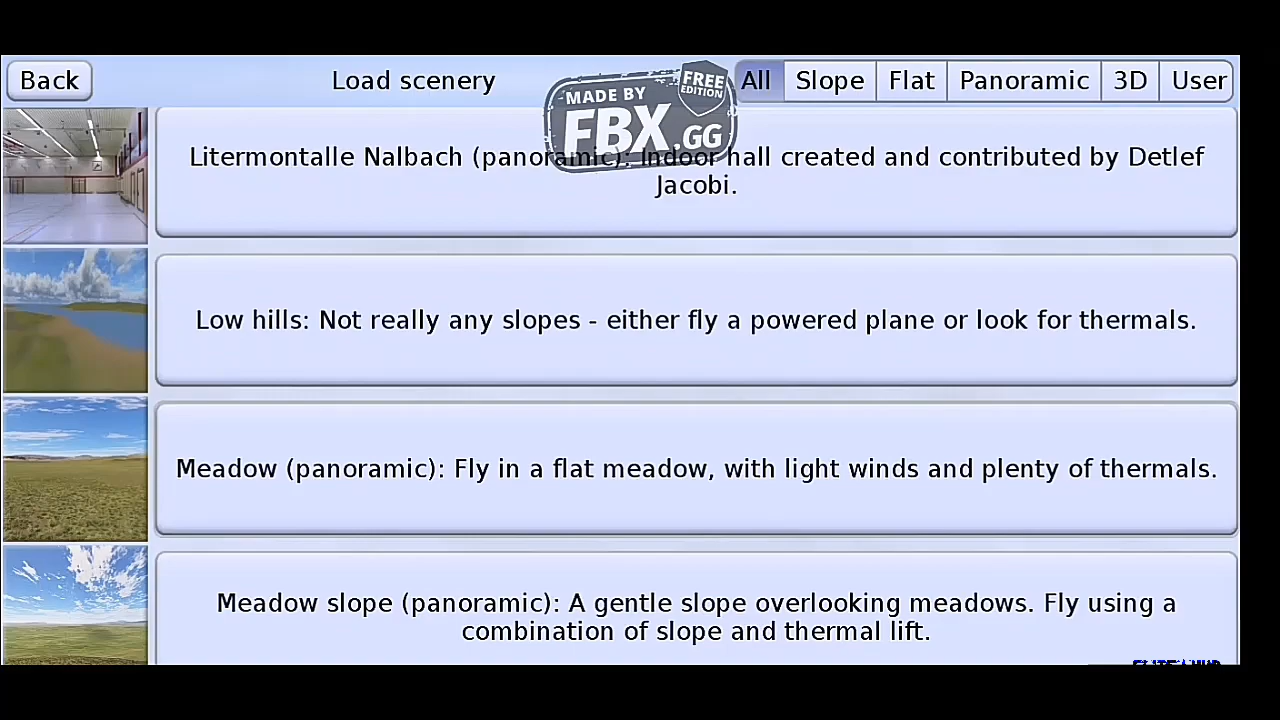 Back
Load scenery
All
Slope
Flat
Panoramic
3D
User
MADE BY
FREE
EDITION
FBX.GG
Litermontalle Nalbach (panoramic): Indoor hall created and contributed by Detlef
Jacobi.
Low hills: Not really any slopes - either fly a powered plane or look for thermals.
Meadow (panoramic): Fly in a flat meadow, with light winds and plenty of thermals.
Meadow slope (panoramic): A gentle slope overlooking meadows. Fly using a
combination of slope and thermal lift.